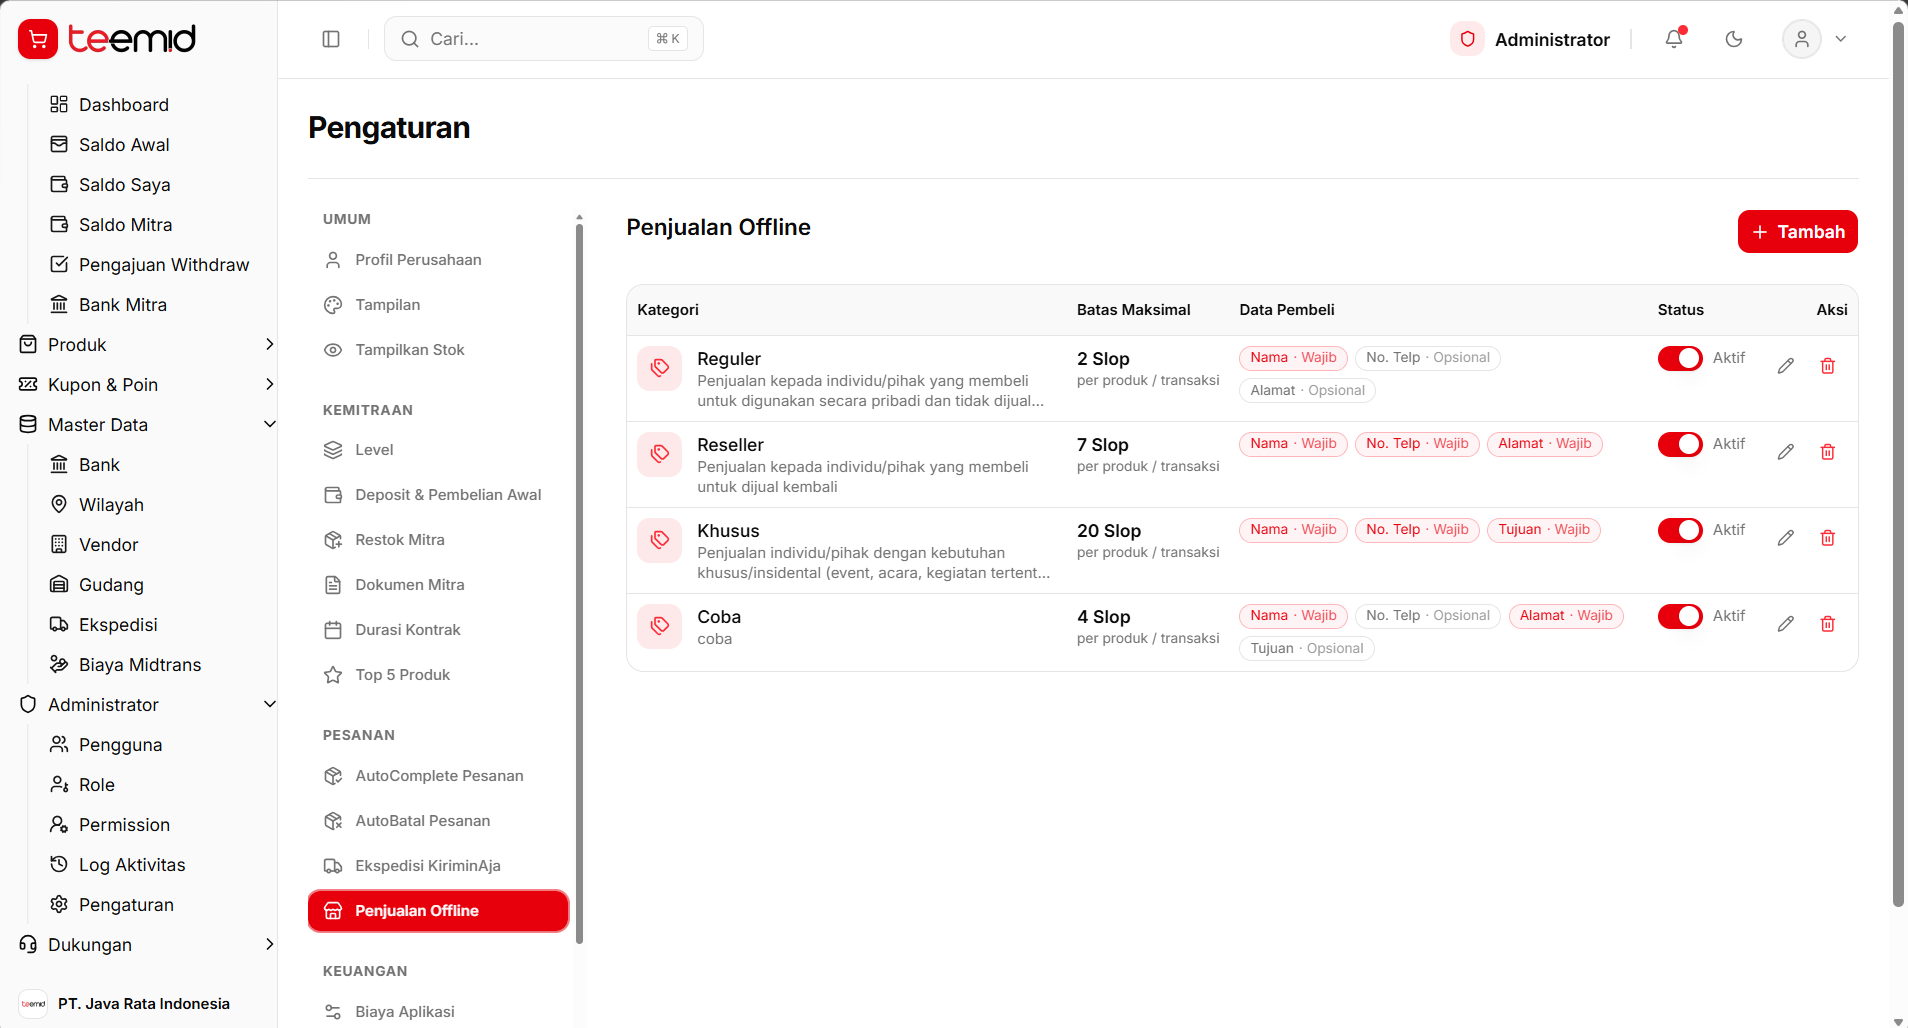 teemid
Cari...
⌘ K
Administrator
Dashboard
Saldo Awal
Saldo Saya
Saldo Mitra
Pengajuan Withdraw
Bank Mitra
Produk
Kupon & Poin
Master Data
Bank
Wilayah
Vendor
Gudang
Ekspedisi
Biaya Midtrans
Administrator
Pengguna
Role
Permission
Log Aktivitas
Pengaturan
Dukungan
teemid
PT. Java Rata Indonesia
Pengaturan
UMUM
Profil Perusahaan
Tampilan
Tampilkan Stok
KEMITRAAN
Level
Deposit & Pembelian Awal
Restok Mitra
Dokumen Mitra
Durasi Kontrak
Top 5 Produk
PESANAN
AutoComplete Pesanan
AutoBatal Pesanan
Ekspedisi KiriminAja
Penjualan Offline
KEUANGAN
Biaya Aplikasi
Penjualan Offline
+ Tambah
Kategori Batas Maksimal Data Pembeli Status Aksi
Reguler
Penjualan kepada individu/pihak yang membeli
untuk digunakan secara pribadi dan tidak dijual...
2 Slop
per produk / transaksi
Nama · Wajib No. Telp · Opsional
Alamat · Opsional
Aktif
Reseller
Penjualan kepada individu/pihak yang membeli
untuk dijual kembali
7 Slop
per produk / transaksi
Nama · Wajib No. Telp · Wajib Alamat · Wajib
Aktif
Khusus
Penjualan individu/pihak dengan kebutuhan
khusus/insidental (event, acara, kegiatan tertent...
20 Slop
per produk / transaksi
Nama · Wajib No. Telp · Wajib Tujuan · Wajib
Aktif
Coba
coba
4 Slop
per produk / transaksi
Nama · Wajib No. Telp · Opsional Alamat · Wajib
Tujuan · Opsional
Aktif